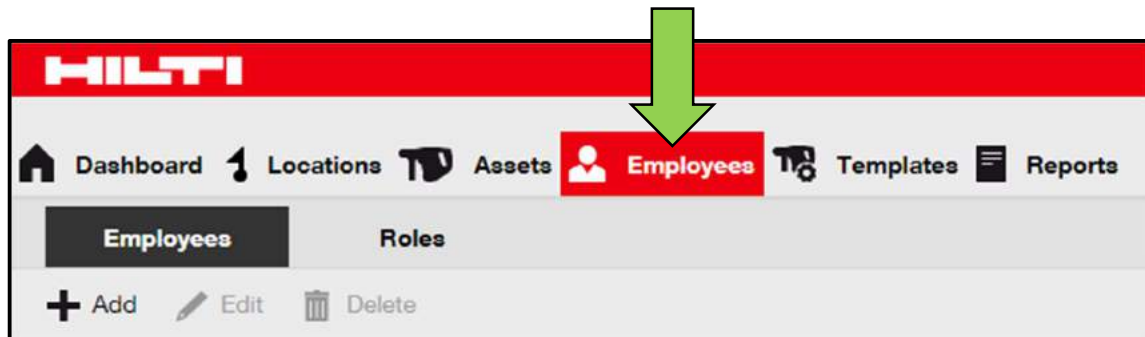 HILTI
Dashboard Locations Assets Employees Templates Reports
Employees Roles
Add Edit Delete